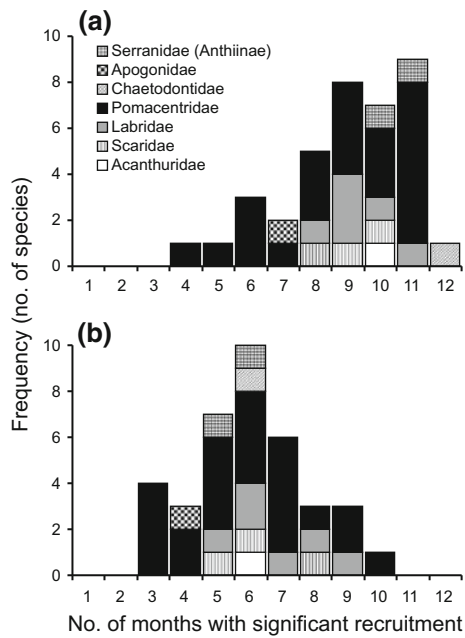 (a)
Serranidae (Anthiinae)
Apogonidae
Chaetodontidae
Pomacentridae
Labridae
Scaridae
Acanthuridae
10
8
6
4
2
0
1 2 3 4 5 6 7 8 9 10 11 12
Frequency (no. of species)
(b)
10
8
6
4
2
0
1 2 3 4 5 6 7 8 9 10 11 12
No. of months with significant recruitment